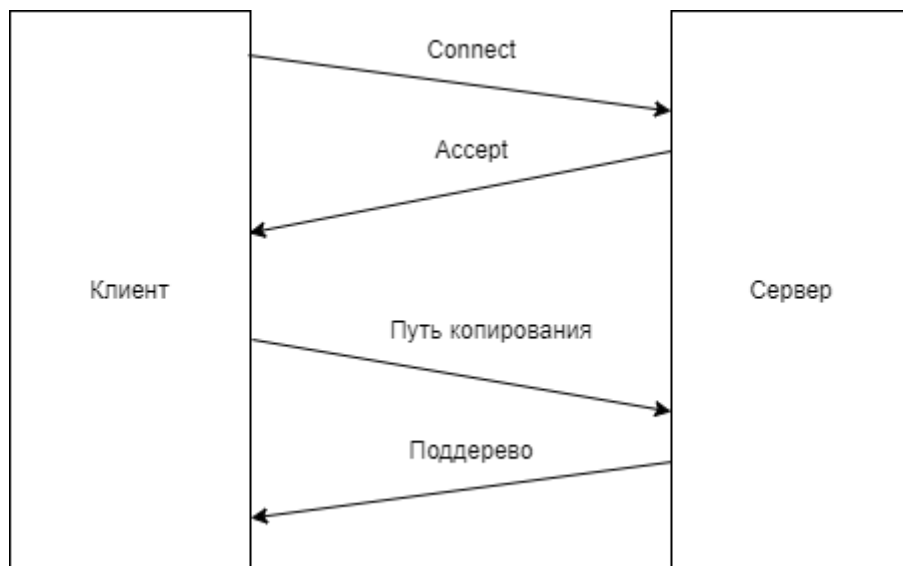 Connect
Accept
Клиент
Сервер
Путь копирования
Поддерево